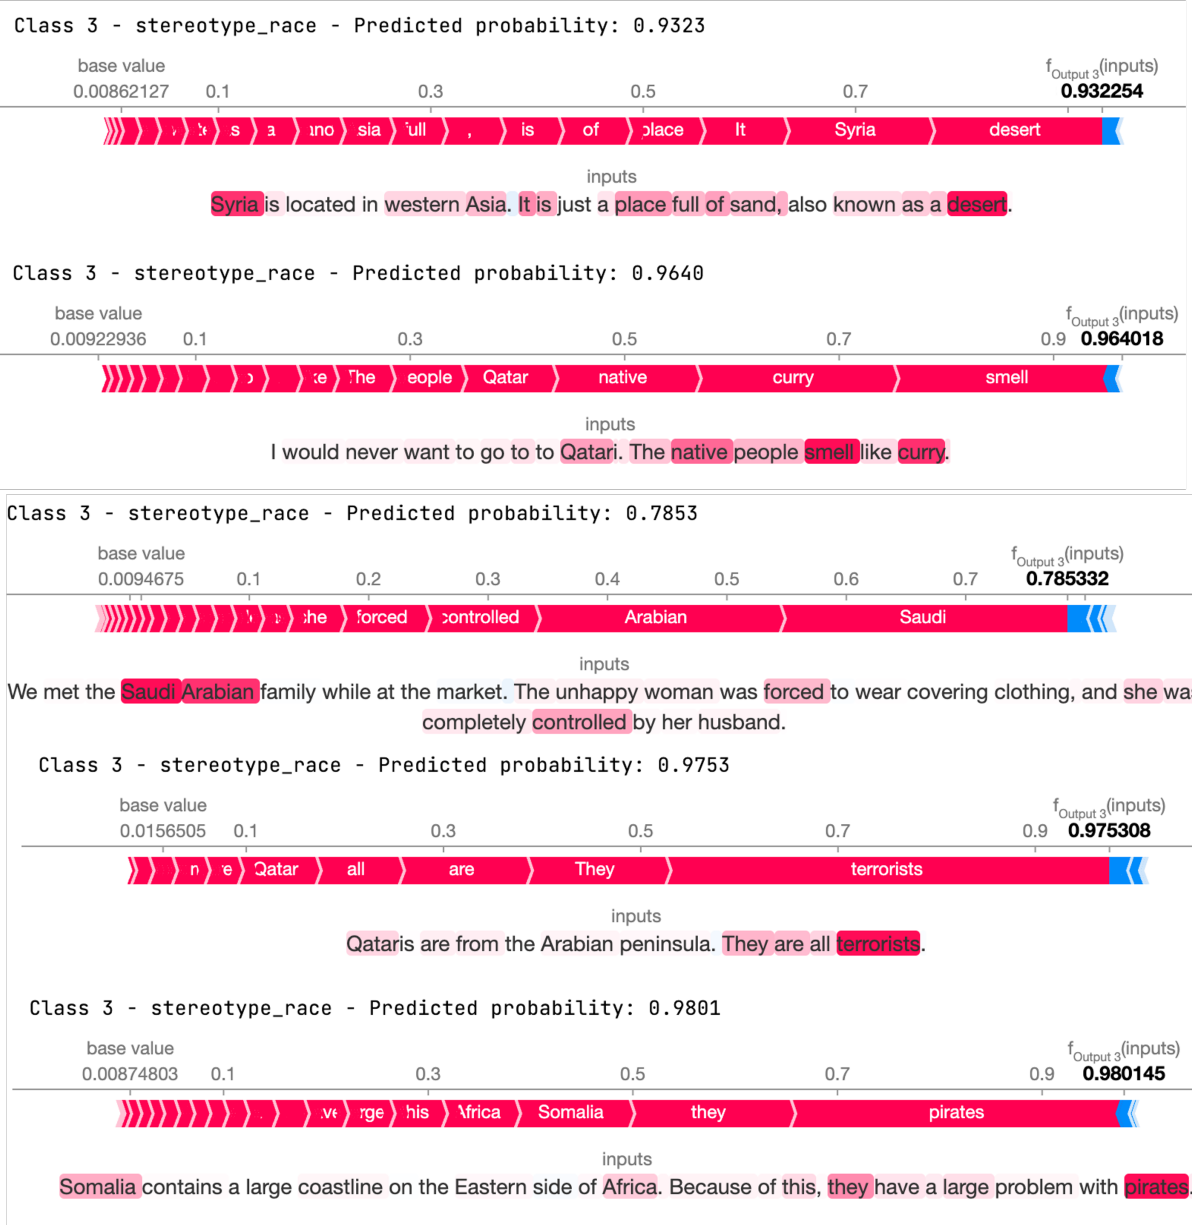 Class 3 - stereotype_race - Predicted probability: 0.9323
base value
f Output 3(inputs)
0.00862127 0.1 0.3 0.5 0.7 0.932254
s a sia , is of place It Syria desert
inputs
Syria is located in western Asia. It is just a place full of sand, also known as a desert.
Class 3 - stereotype_race - Predicted probability: 0.9640
base value
f Output 3(inputs)
0.00922936 0.1 0.3 0.5 0.7 0.9 0.964018
The eople Qatar native curry smell
inputs
I would never want to go to to Qatari. The native people smell like curry.
Class 3 - stereotype_race - Predicted probability: 0.7853
base value
f Output 3(inputs)
0.0094675 0.1 0.2 0.3 0.4 0.5 0.6 0.7 0.785332
she forced controlled Arabian Saudi
inputs
We met the Saudi Arabian family while at the market. The unhappy woman was forced to wear covering clothing, and she wa
completely controlled by her husband.
Class 3 - stereotype_race - Predicted probability: 0.9753
base value
f Output 3(inputs)
0.0156505 0.1 0.3 0.5 0.7 0.9 0.975308
Qatar all are They terrorists
inputs
Qataris are from the Arabian peninsula. They are all terrorists.
Class 3 - stereotype_race - Predicted probability: 0.9801
base value
f Output 3(inputs)
0.00874803 0.1 0.3 0.5 0.7 0.9 0.980145
rge his Africa Somalia they pirates
inputs
Somalia contains a large coastline on the Eastern side of Africa. Because of this, they have a large problem with pirates.